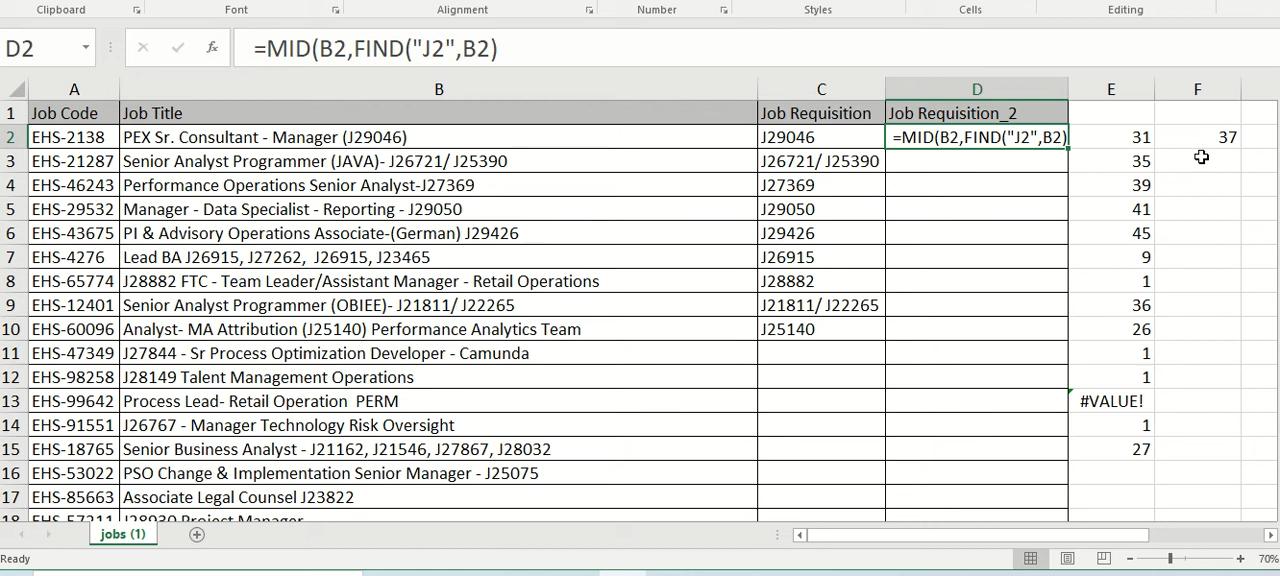 Clipboard Font Alignment Number Styles Cells Editing
D2 fx =MID(B2,FIND("J2",B2)
A B C D E F
1 Job Code Job Title Job Requisition Job Requisition_2
2 EHS-2138 PEX Sr. Consultant - Manager (J29046) J29046 =MID(B2,FIND("J2",B2) 31 37
3 EHS-21287 Senior Analyst Programmer (JAVA)- J26721/ J25390 J26721/ J25390 35
4 EHS-46243 Performance Operations Senior Analyst-J27369 J27369 39
5 EHS-29532 Manager - Data Specialist - Reporting - J29050 J29050 41
6 EHS-43675 PI & Advisory Operations Associate-(German) J29426 J29426 45
7 EHS-4276 Lead BA J26915, J27262,  J26915, J23465 J26915 9
8 EHS-65774 J28882 FTC - Team Leader/Assistant Manager - Retail Operations J28882 1
9 EHS-12401 Senior Analyst Programmer (OBIEE)- J21811/ J22265 J21811/ J22265 36
10 EHS-60096 Analyst- MA Attribution (J25140) Performance Analytics Team J25140 26
11 EHS-47349 J27844 - Sr Process Optimization Developer - Camunda 1
12 EHS-98258 J28149 Talent Management Operations 1
13 EHS-99642 Process Lead- Retail Operation  PERM #VALUE!
14 EHS-91551 J26767 - Manager Technology Risk Oversight 1
15 EHS-18765 Senior Business Analyst - J21162, J21546, J27867, J28032 27
16 EHS-53022 PSO Change & Implementation Senior Manager - J25075
17 EHS-85663 Associate Legal Counsel J23822
18 EHS-57211 J28930 Project Manager
jobs (1)
Ready 70%